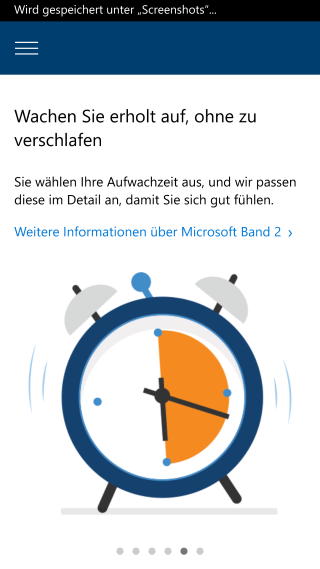 Wird gespeichert unter „Screenshots“...
Wachen Sie erholt auf, ohne zu
verschlafen
Sie wählen Ihre Aufwachzeit aus, und wir passen
diese im Detail an, damit Sie sich gut fühlen.
Weitere Informationen über Microsoft Band 2 ›